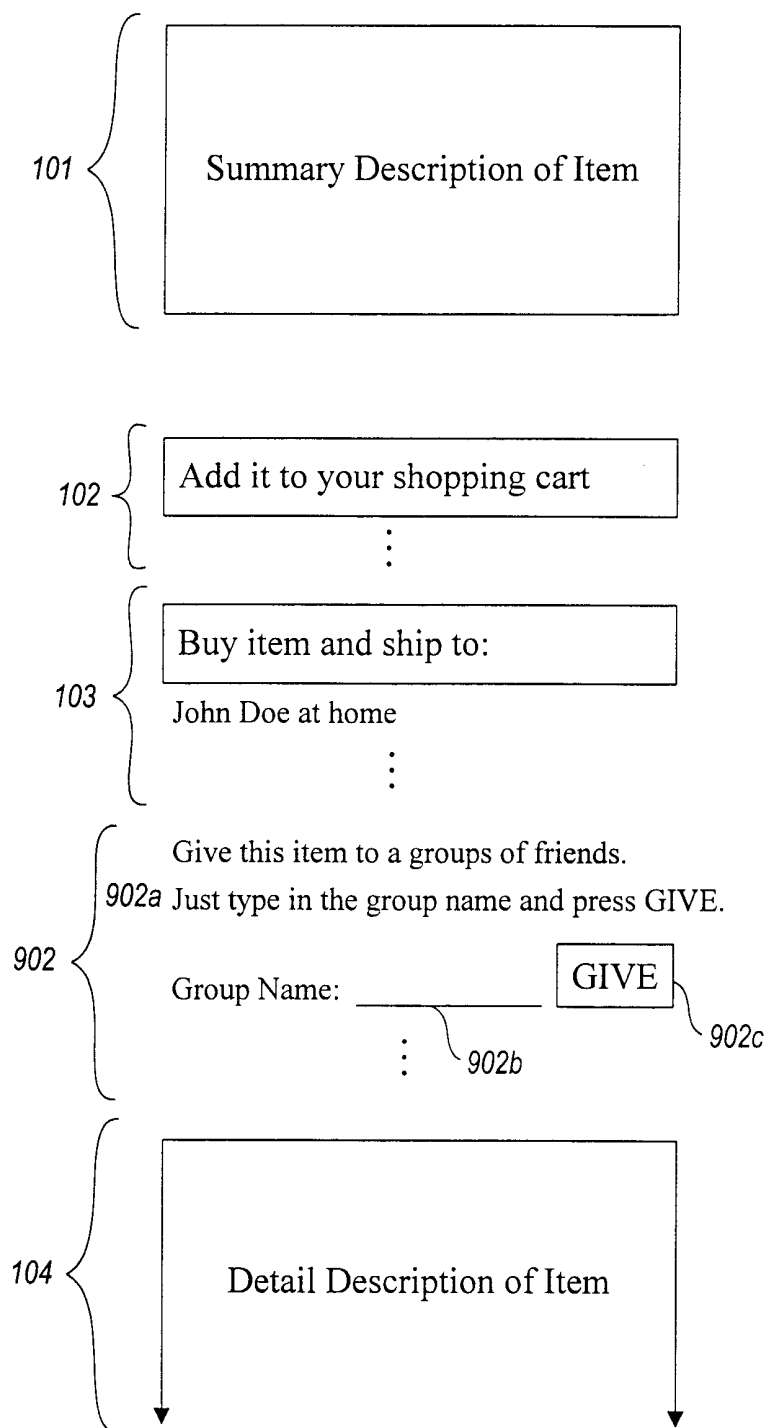 101
Summary Description of Item
102
Add it to your shopping cart
103
Buy item and ship to:
John Doe at home
902
Give this item to a groups of friends.
902a Just type in the group name and press GIVE.
Group Name: GIVE
902b
902c
104
Detail Description of Item